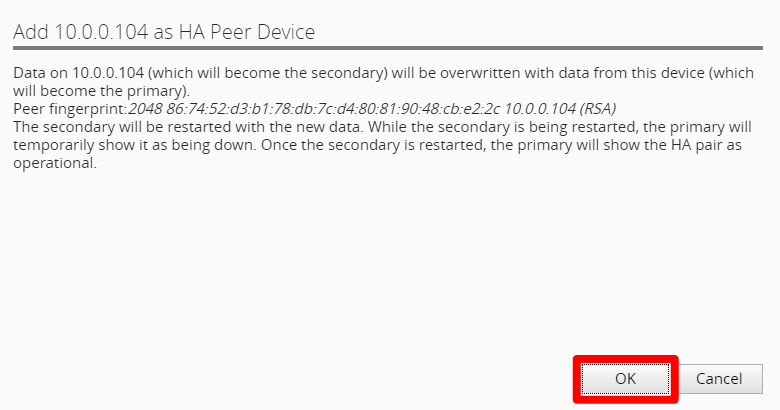 Add 10.0.0.104 as HA Peer Device
Data on 10.0.0.104 (which will become the secondary) will be overwritten with data from this device (which
will become the primary).
Peer fingerprint:2048 86:74:52:d3:b1:78:db:7c:d4:80:81:90:48:cb:e2:2c 10.0.0.104 (RSA)
The secondary will be restarted with the new data. While the secondary is being restarted, the primary will
temporarily show it as being down. Once the secondary is restarted, the primary will show the HA pair as
operational.
OK
Cancel